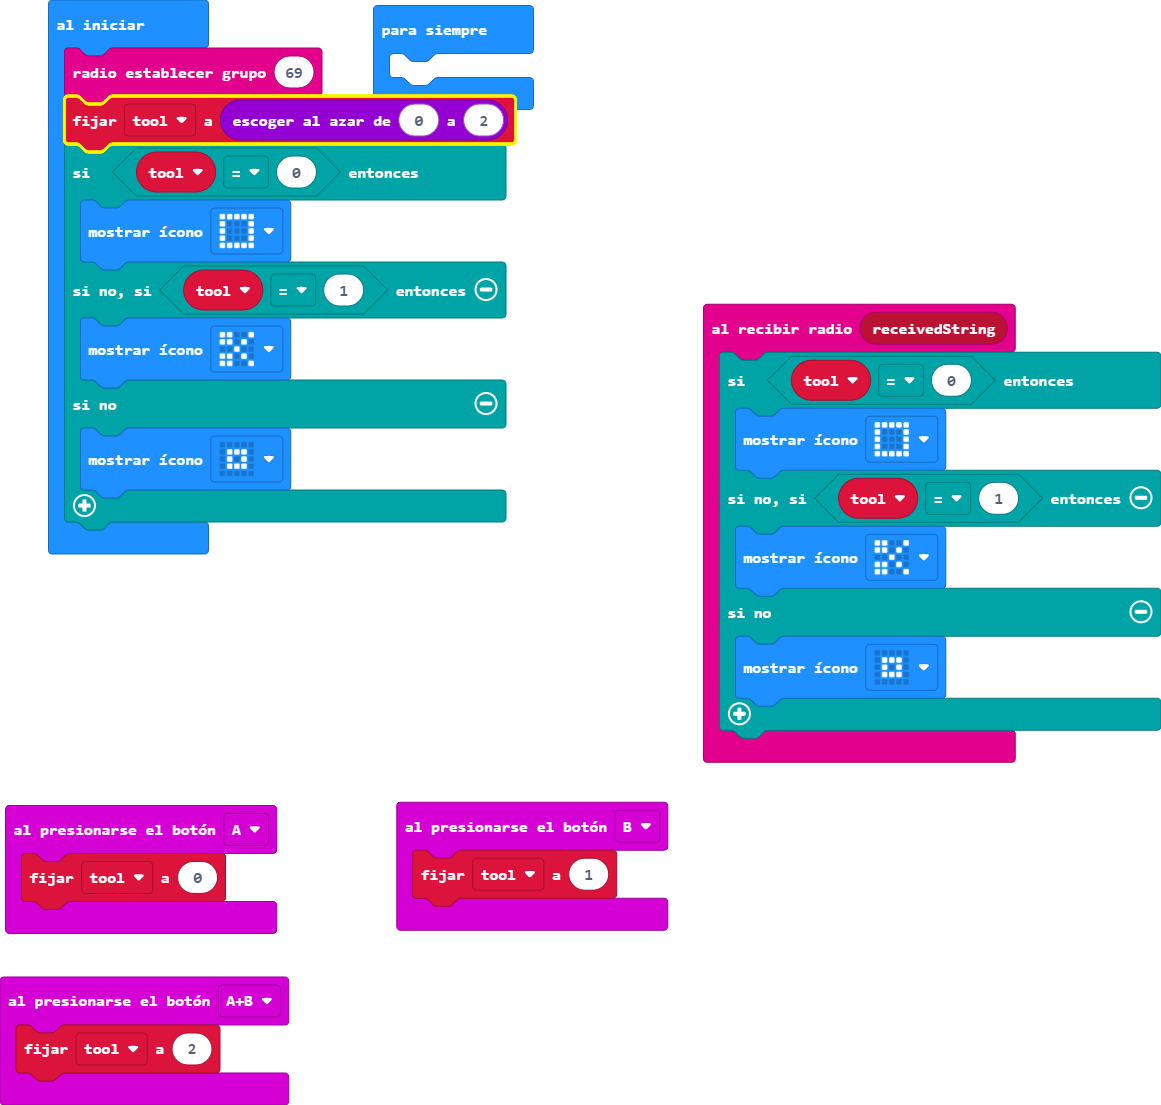 al iniciar
radio establecer grupo 69
fijar tool a escoger al azar de 0 a 2
si tool = 0 entonces
mostrar ícono
si no, si tool = 1 entonces
mostrar ícono
si no
mostrar ícono
para siempre
al recibir radio receivedString
si tool = 0 entonces
mostrar ícono
si no, si tool = 1 entonces
mostrar ícono
si no
mostrar ícono
al presionarse el botón A
fijar tool a 0
al presionarse el botón B
fijar tool a 1
al presionarse el botón A+B
fijar tool a 2